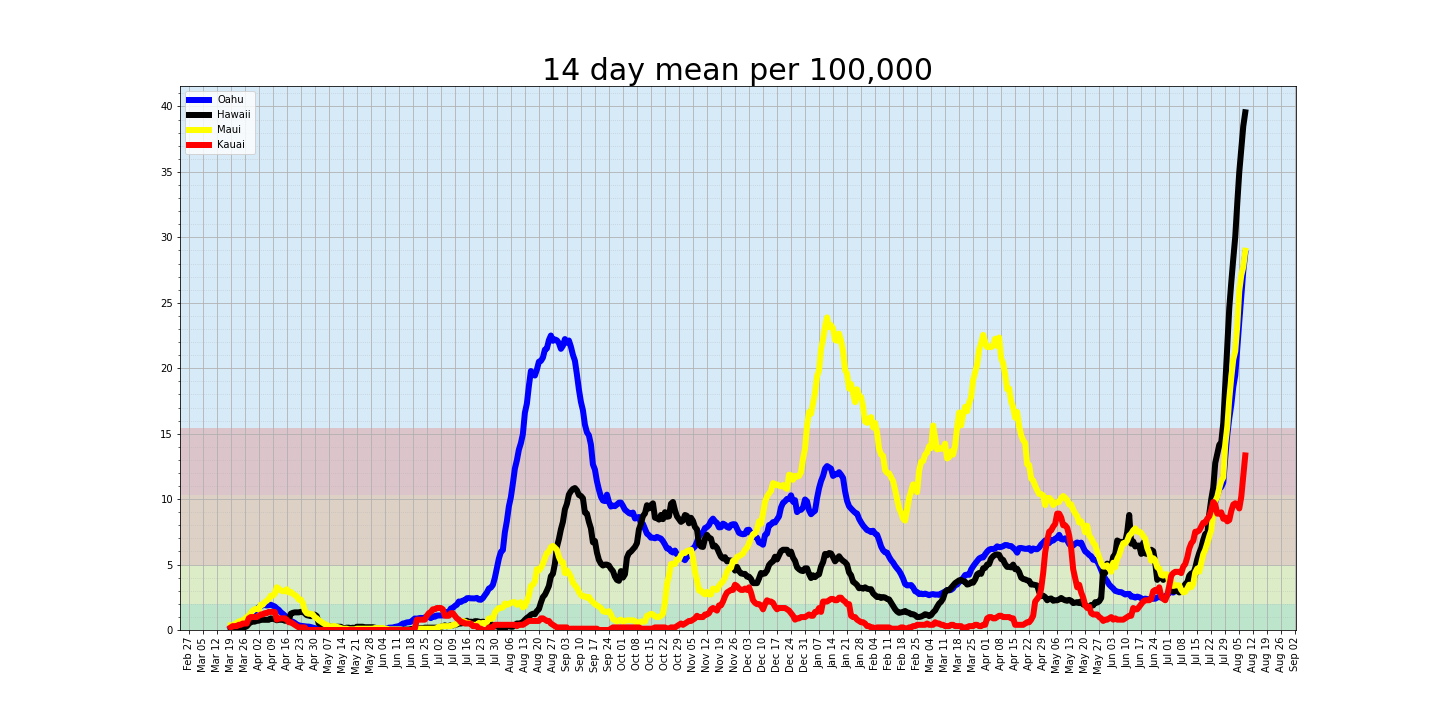 14 day mean per 100,000
Oahu
Hawaii
Maui
Kauai
40
35
30
25
20
15
10
5
0
Feb 27
Mar 05
Mar 12
Mar 19
Mar 26
Apr 02
Apr 09
Apr 16
Apr 23
Apr 30
May 07
May 14
May 21
May 28
Jun 04
Jun 11
Jun 18
Jun 25
Jul 02
Jul 09
Jul 16
Jul 23
Jul 30
Aug 06
Aug 13
Aug 20
Aug 27
Sep 03
Sep 10
Sep 17
Sep 24
Oct 01
Oct 08
Oct 15
Oct 22
Oct 29
Nov 05
Nov 12
Nov 19
Nov 26
Dec 03
Dec 10
Dec 17
Dec 24
Dec 31
Jan 07
Jan 14
Jan 21
Jan 28
Feb 04
Feb 11
Feb 18
Feb 25
Mar 04
Mar 11
Mar 18
Mar 25
Apr 01
Apr 08
Apr 15
Apr 22
Apr 29
May 06
May 13
May 20
May 27
Jun 03
Jun 10
Jun 17
Jun 24
Jul 01
Jul 08
Jul 15
Jul 22
Jul 29
Aug 05
Aug 12
Aug 19
Aug 26
Sep 02